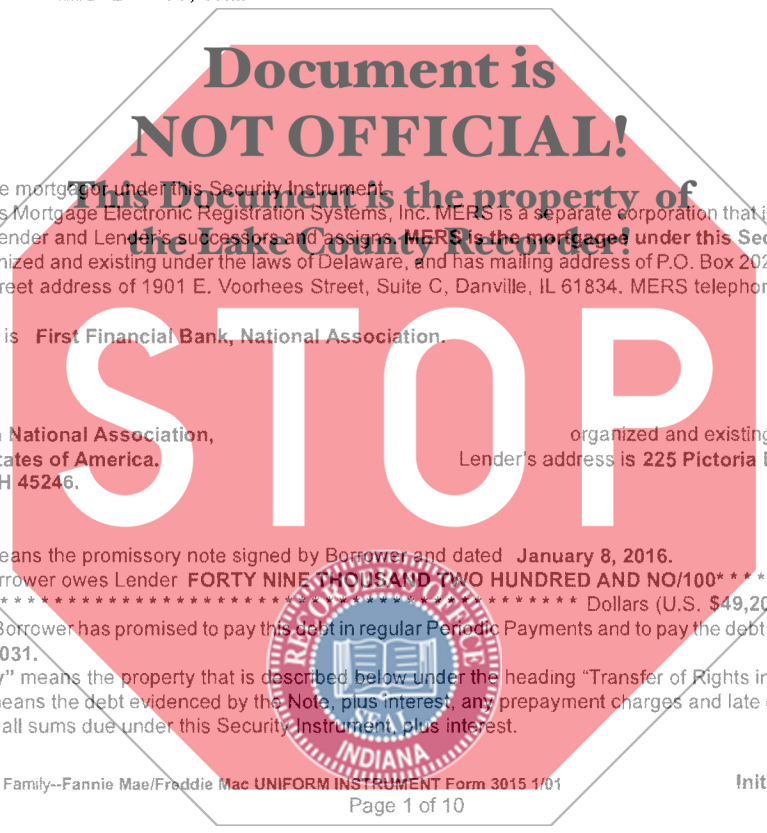 Document is
NOT OFFICIAL!
This Document is the property of
the Lake County Recorder!
e mortgagor under this Security Instrument.
s Mortgage Electronic Registration Systems, Inc. MERS is a separate corporation that i
ender and Lender's successors and assigns. MERS is the mortgagee under this Sec
nized and existing under the laws of Delaware, and has mailing address of P.O. Box 202
reet address of 1901 E. Voorhees Street, Suite C, Danville, IL 61834. MERS telephon
is First Financial Bank, National Association.
STOP
National Association,
organized and existing
tates of America.
Lender's address is 225 Pictoria
H 45246.
eans the promissory note signed by Borrower and dated January 8, 2016.
rrower owes Lender FORTY NINE THOUSAND TWO HUNDRED AND NO/100* * * *
* * * * * * * * * * * * * * * * * * * * * * * * * * * * * * * * * * * * * * * * * * * * Dollars (U.S. $49,20
Borrower has promised to pay this debt in regular Periodic Payments and to pay the debt
031.
y" means the property that is described below under the heading "Transfer of Rights in
eans the debt evidenced by the Note, plus interest, any prepayment charges and late
all sums due under this Security Instrument, plus interest.
RECORDER'S OFFICE
SEAL
INDIANA
Family--Fannie Mae/Freddie Mac UNIFORM INSTRUMENT Form 3015 1/01
Init
Page 1 of 10